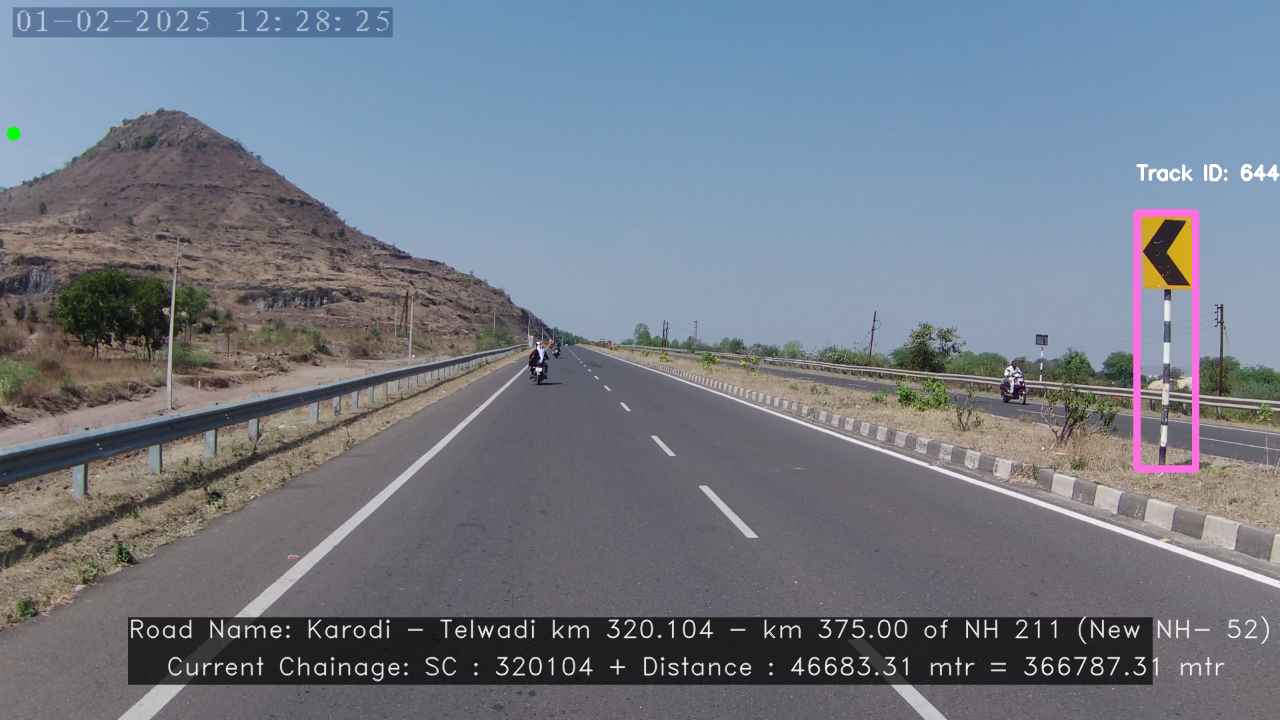 01-02-2025 12:28:25
Track ID: 644
Road Name: Karodi - Telwadi km 320.104 - km 375.00 of NH 211 (New NH- 52)
Current Chainage: SC : 320104 + Distance : 46683.31 mtr = 366787.31 mtr